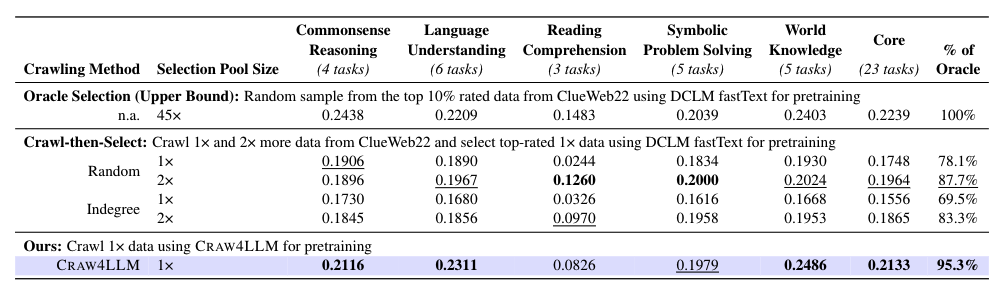 Crawling Method Selection Pool Size Commonsense Reasoning (4 tasks) Language Understanding (6 tasks) Reading Comprehension (3 tasks) Symbolic Problem Solving (5 tasks) World Knowledge (5 tasks) Core (23 tasks) % of Oracle
Oracle Selection (Upper Bound): Random sample from the top 10% rated data from ClueWeb22 using DCLM fastText for pretraining
n.a. 45× 0.2438 0.2209 0.1483 0.2039 0.2403 0.2239 100%
Crawl-then-Select: Crawl 1× and 2× more data from ClueWeb22 and select top-rated 1× data using DCLM fastText for pretraining
Random 1× 0.1906 0.1890 0.0244 0.1834 0.1930 0.1748 78.1%
2× 0.1896 0.1967 0.1260 0.2000 0.2024 0.1964 87.7%
Indegree 1× 0.1730 0.1680 0.0326 0.1616 0.1668 0.1556 69.5%
2× 0.1845 0.1856 0.0970 0.1958 0.1953 0.1865 83.3%
Ours: Crawl 1× data using CRAW4LLM for pretraining
CRAW4LLM 1× 0.2116 0.2311 0.0826 0.1979 0.2486 0.2133 95.3%